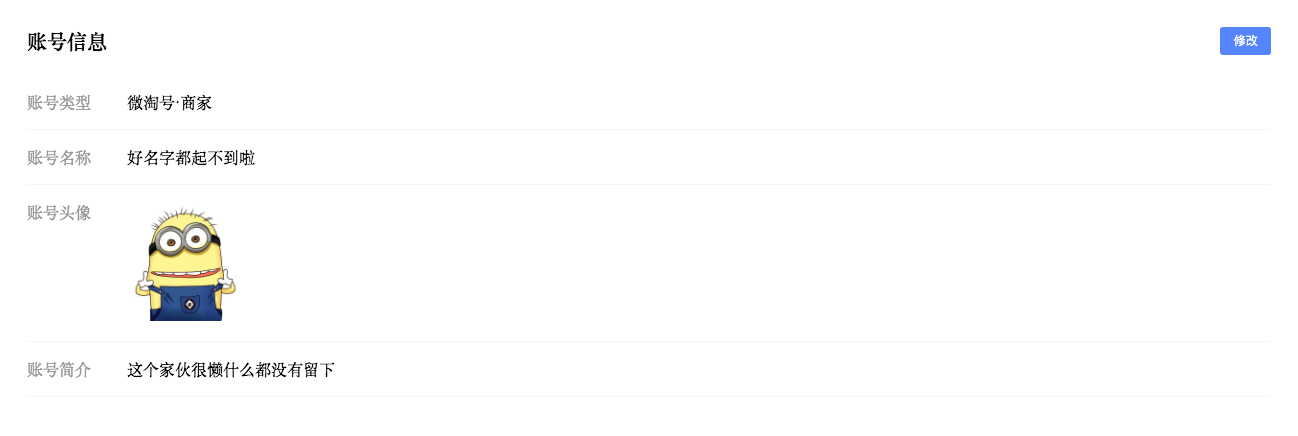 账号信息
修改
账号类型 微淘号·商家
账号名称 好名字都起不到啦
账号头像
账号简介 这个家伙很懒什么都没有留下